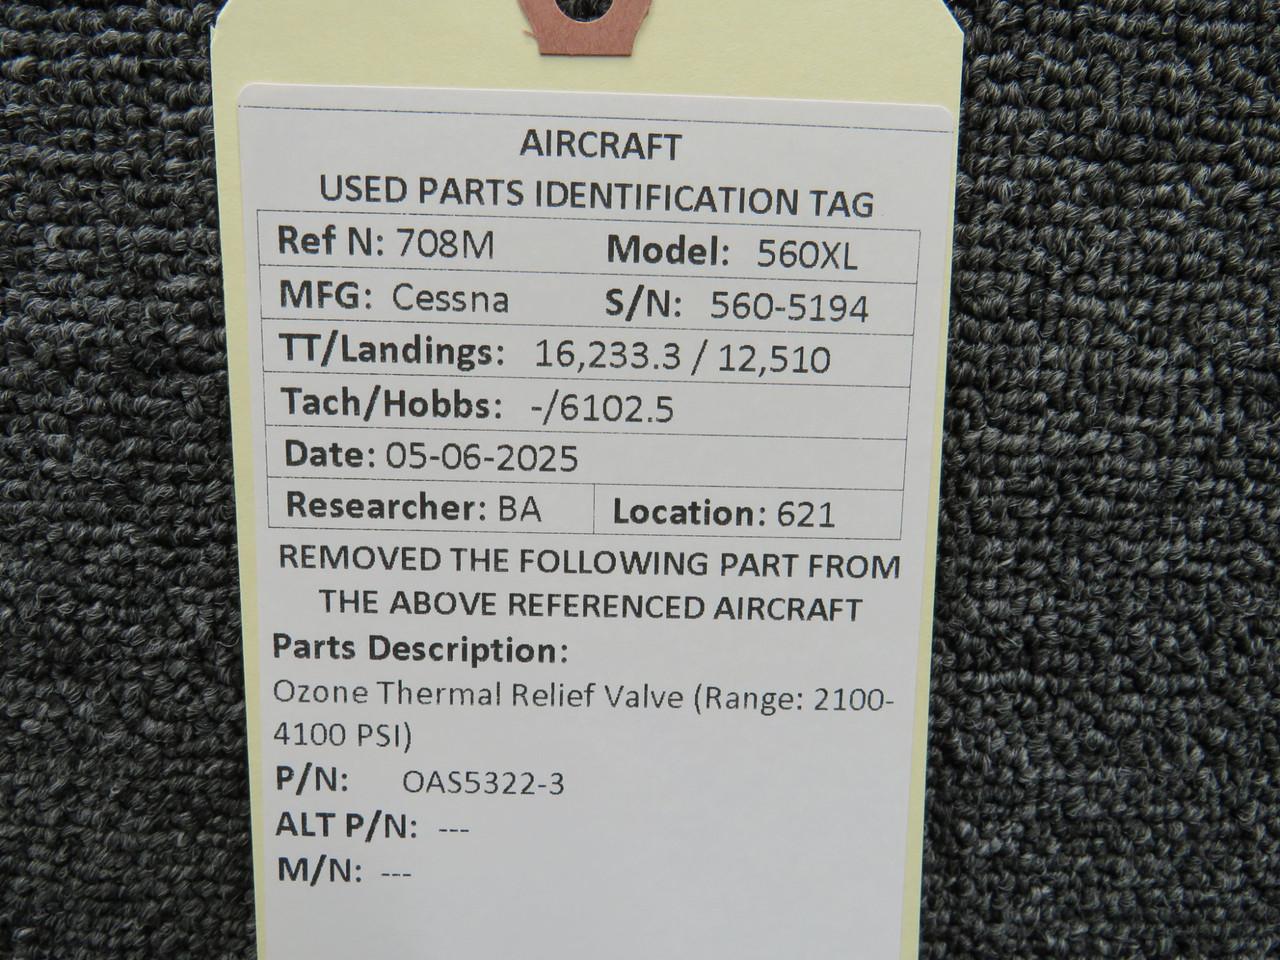 AIRCRAFT
USED PARTS IDENTIFICATION TAG
Ref N: 708M Model: 560XL
MFG: Cessna S/N: 560-5194
TT/Landings: 16,233.3 / 12,510
Tach/Hobbs: -/6102.5
Date: 05-06-2025
Researcher: BA Location: 621
REMOVED THE FOLLOWING PART FROM
THE ABOVE REFERENCED AIRCRAFT
Parts Description:
Ozone Thermal Relief Valve (Range: 2100-
4100 PSI)
P/N: OAS5322-3
ALT P/N: ---
M/N: ---